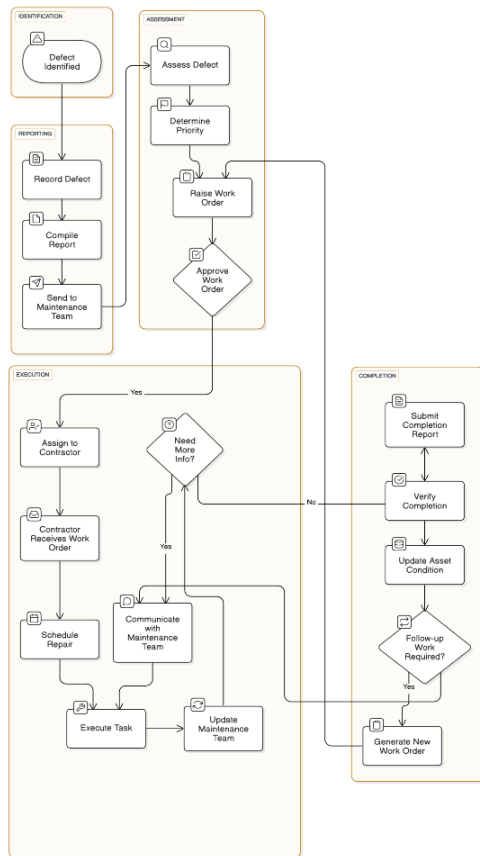 IDENTIFICATION
Defect
Identified
REPORTING
Record Defect
Compile
Report
Send to
Maintenance
Team
ASSESSMENT
Assess Defect
Determine
Priority
Raise Work
Order
Approve
Work
Order
Yes
EXECUTION
Assign to
Contractor
Contractor
Receives Work
Order
Schedule
Repair
Execute Task
Need
More
Info?
Yes
No
Communicate
with
Maintenance
Team
Update
Maintenance
Team
COMPLETION
Submit
Completion
Report
Verify
Completion
Update Asset
Condition
Follow-up
Work
Required?
Yes
Generate New
Work Order